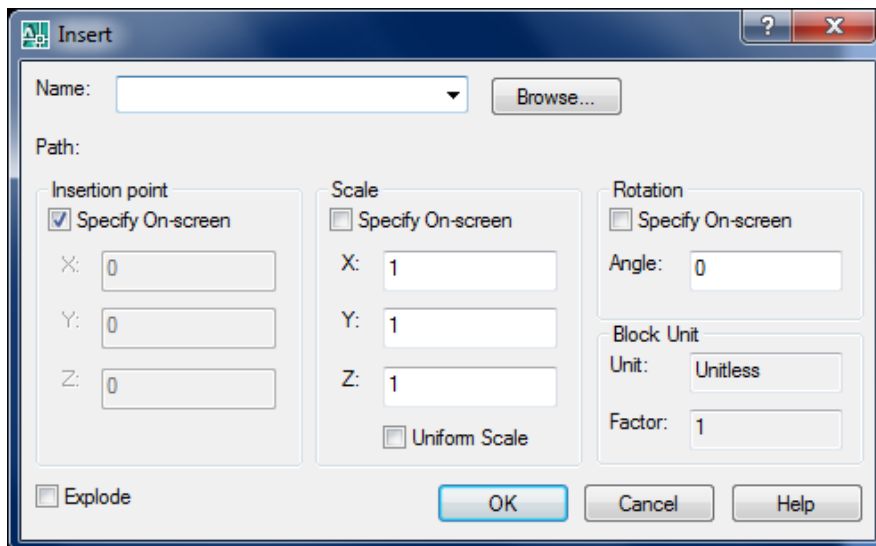 Insert
Name: Browse...
Path:
Insertion point
Specify On-screen
X: 0
Y: 0
Z: 0
Scale
Specify On-screen
X: 1
Y: 1
Z: 1
Uniform Scale
Rotation
Specify On-screen
Angle: 0
Block Unit
Unit: Unitless
Factor: 1
Explode
OK Cancel Help